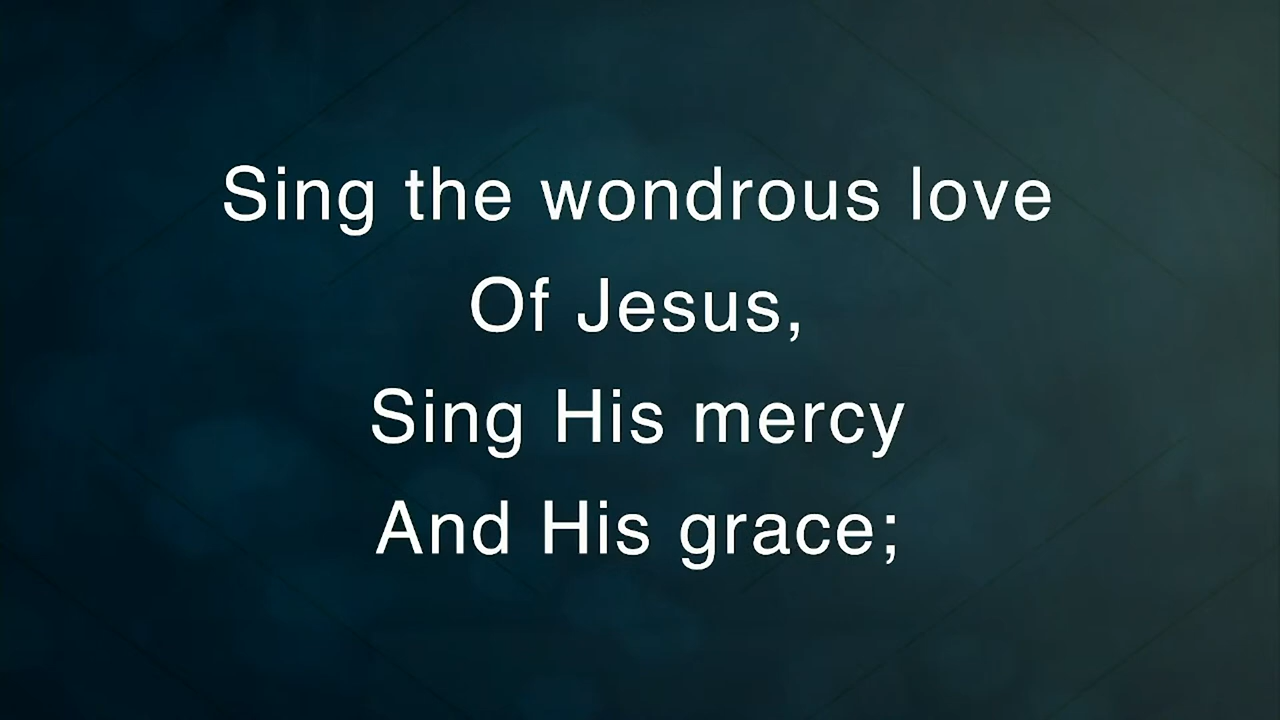 Sing the wondrous love
Of Jesus,
Sing His mercy
And His grace;